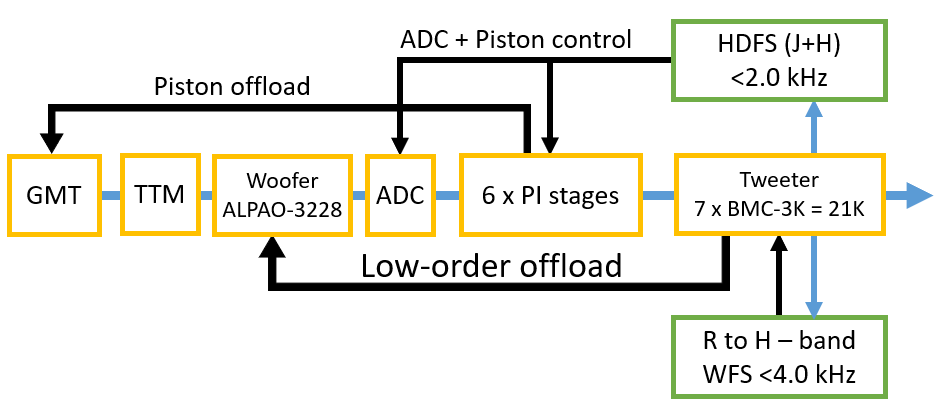 HDFS (J+H)
<2.0 kHz
ADC + Piston control
Piston offload
GMT
TTM
Woofer
ALPAO-3228
ADC
6 x PI stages
Tweeter
7 x BMC-3K = 21K
Low-order offload
R to H – band
WFS <4.0 kHz